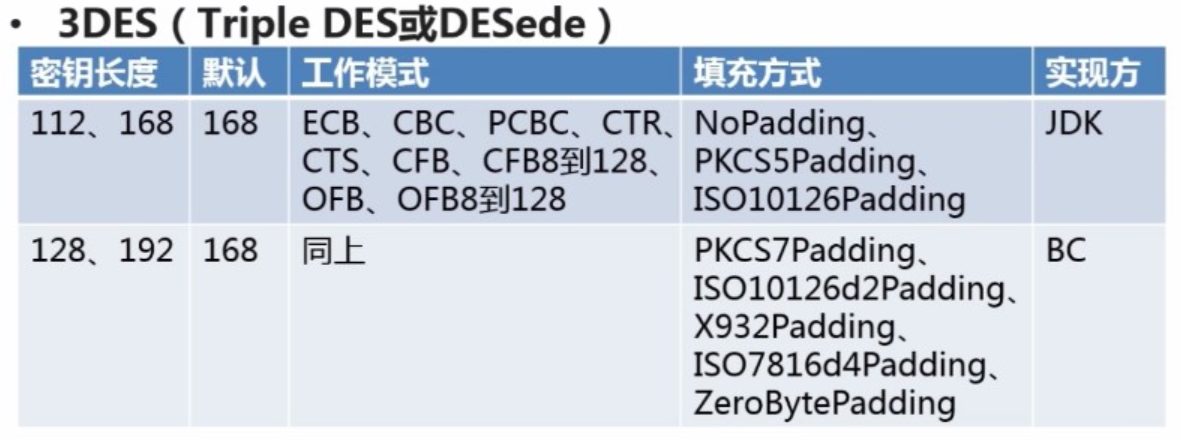 • 3DES（Triple DES或DESede）
密钥长度 默认 工作模式 填充方式 实现方
112、168 168 ECB、CBC、PCBC、CTR、 NoPadding、 JDK
CTS、CFB、CFB8到128、 PKCS5Padding、
OFB、OFB8到128 ISO10126Padding
128、192 168 同上 PKCS7Padding、 BC
ISO10126d2Padding、
X932Padding、
ISO7816d4Padding、
ZeroBytePadding